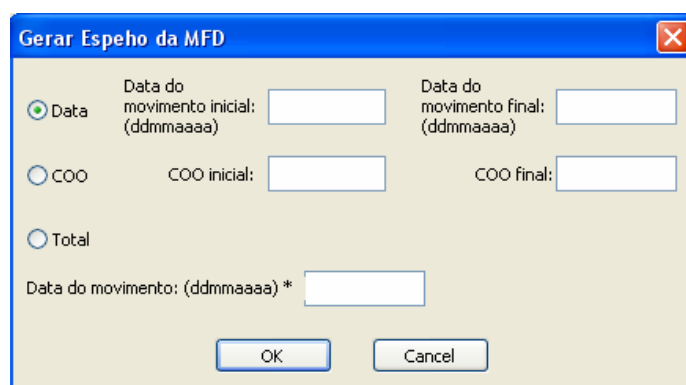 Gerar Espeho da MFD
Data
Data do
movimento inicial:
(ddmmaaaa)
Data do
movimento final:
(ddmmaaaa)
COO
COO inicial:
COO final:
Total
Data do movimento: (ddmmaaaa) *
OK
Cancel